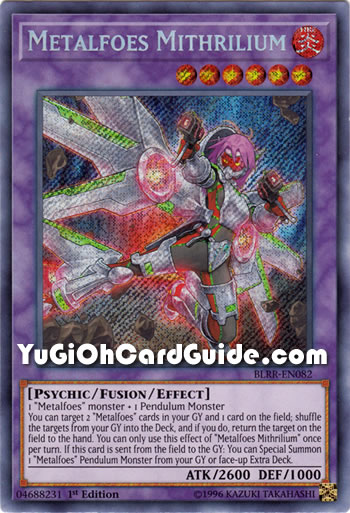 METALFOES MITHRILIUM
炎
YuGiOhCardGuide.com
BLRR-EN082
[PSYCHIC/FUSION/EFFECT]
1 "Metalfoes" monster + 1 Pendulum Monster
You can target 2 "Metalfoes" cards in your GY and 1 card on the field; shuffle
the targets from your GY into the Deck, and if you do, return the target on
the field to the hand. You can only use this effect of "Metalfoes Mithrilium" once
per turn. If this card is sent from the field to the GY: You can Special Summon
1 "Metalfoes" Pendulum Monster from your GY or face-up Extra Deck.
ATK/2600 DEF/1000
04688231 1st Edition ©1996 KAZUKI TAKAHASHI